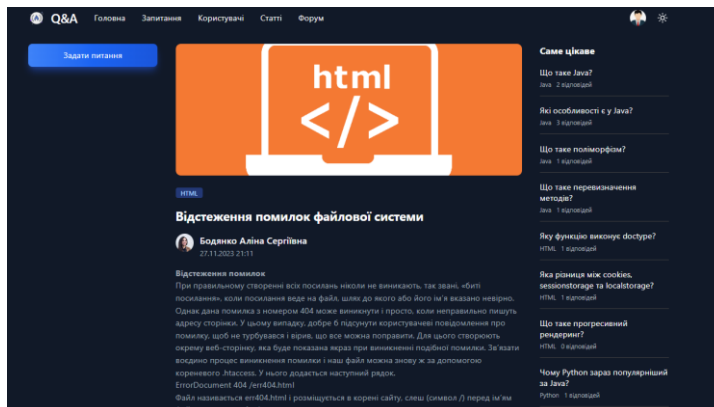 Q&A Головна Запитання Користувачі Статті Форум
Задати питання
html
</>
HTML
Відстеження помилок файлової системи
Бодянко Аліна Сергіївна
27.11.2023 21:11
Відстеження помилок
При правильному створенні всіх посилань ніколи не виникають, так звані, «биті
посилання», коли посилання веде на файл, шлях до якого або його ім'я вказано невірно.
Однак дана помилка з номером 404 може виникнути і просто, коли неправильно пишуть
адресу сторінки. У цьому випадку, добре б підсунути користувачеві повідомлення про
помилку, щоб не турбувався і вірив, що все можна поправити. Для цього створюють
окрему веб-сторінку, яка буде показана якраз при виникненні подібної помилки. Зв'язати
воєдино процес виникнення помилки і наш файл можна знову ж за допомогою
кореневого .htaccess. У нього додається наступний рядок.
ErrorDocument 404 /err404.html
Файл називається err404.html і розміщується в корені сайту, слеш (символ /) перед ім'ям
Саме цікаве
Що таке Java?
Java 2 відповідей
Які особливості є у Java?
Java 3 відповідей
Що таке поліморфізм?
Java 1 відповідей
Що таке перевизначення
методів?
Java 1 відповідей
Яку функцію виконує doctype?
HTML 1 відповідей
Яка різниця між cookies,
sessionstorage та localstorage?
HTML 1 відповідей
Що таке прогресивний
рендеринг?
HTML 0 відповідей
Чому Python зараз популярніший
за Java?
Python 1 відповідей